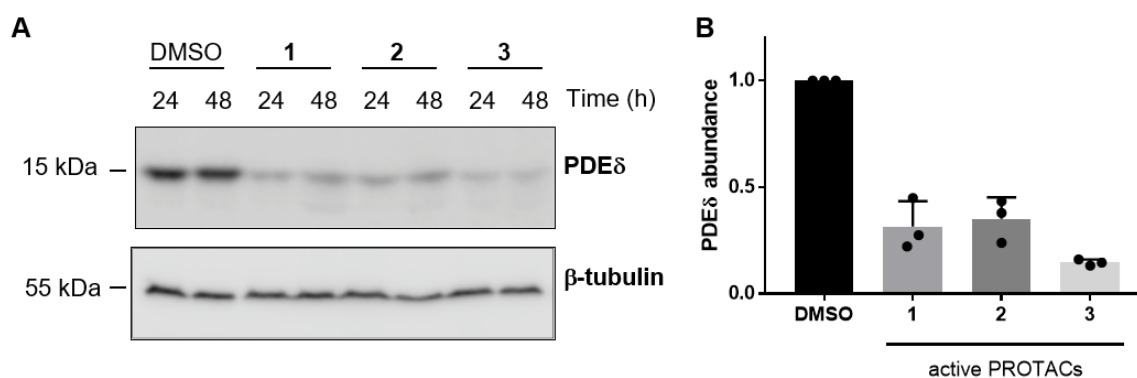 A
DMSO 1 2 3
24 48 24 48 24 48 24 48 Time (h)
15 kDa
PDEδ
55 kDa
β-tubulin
B
PDEδ abundance
1.0
0.5
0.0
DMSO 1 2 3
active PROTACs